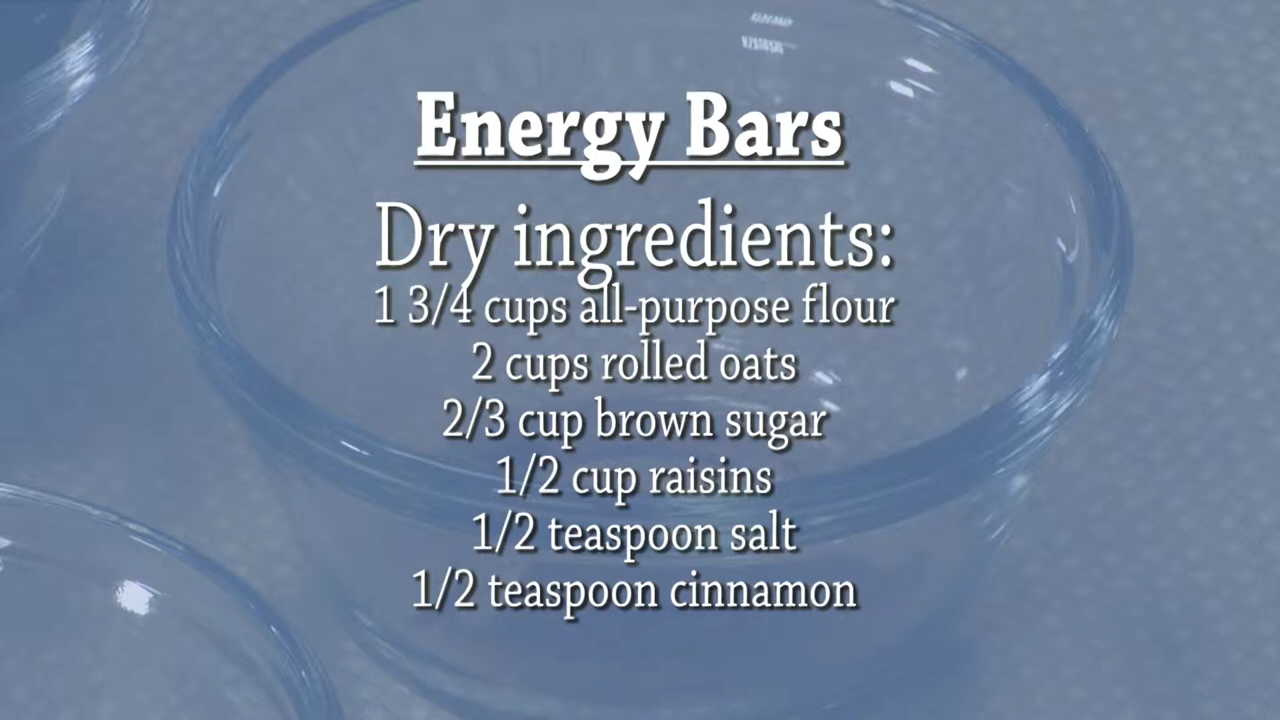 Energy Bars
Dry ingredients:
1 3/4 cups all-purpose flour
2 cups rolled oats
2/3 cup brown sugar
1/2 cup raisins
1/2 teaspoon salt
1/2 teaspoon cinnamon